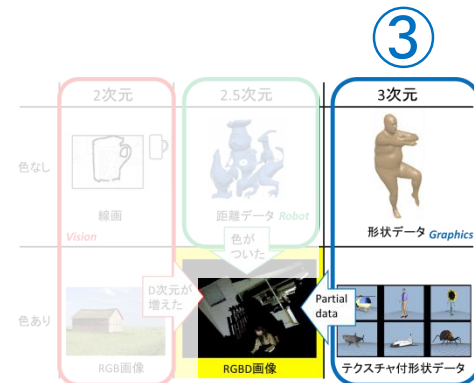 ③
2次元
2.5次元
3次元
色なし
線画
距離データ Robot
形状データ Graphics
Vision
色が
ついた
D次元が
増えた
Partial
data
色あり
RGB画像
RGBD画像
テクスチャ付形状データ